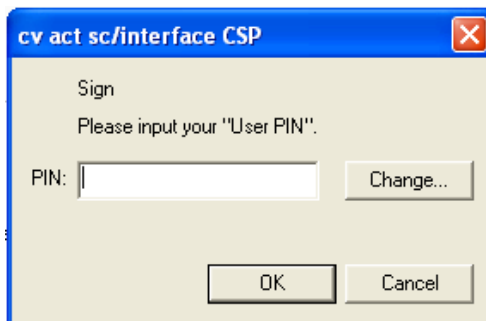 cv act sc/interface CSP
Sign
Please input your "User PIN".
PIN:
Change...
OK
Cancel